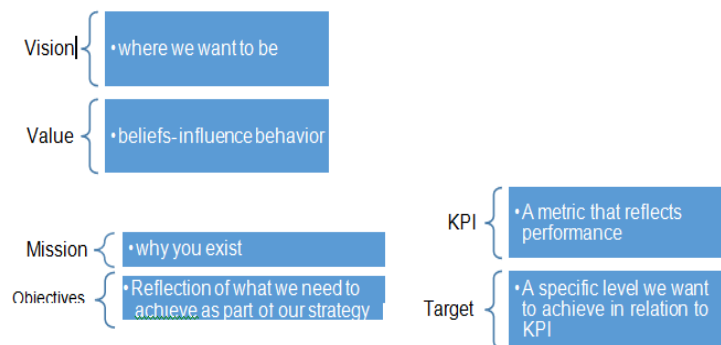 Vision
•where we want to be
Value
•beliefs-influence behavior
Mission
•why you exist
Objectives
•Reflection of what we need to
achieve as part of our strategy
KPI
•A metric that reflects
performance
Target
•A specific level we want
to achieve in relation to
KPI